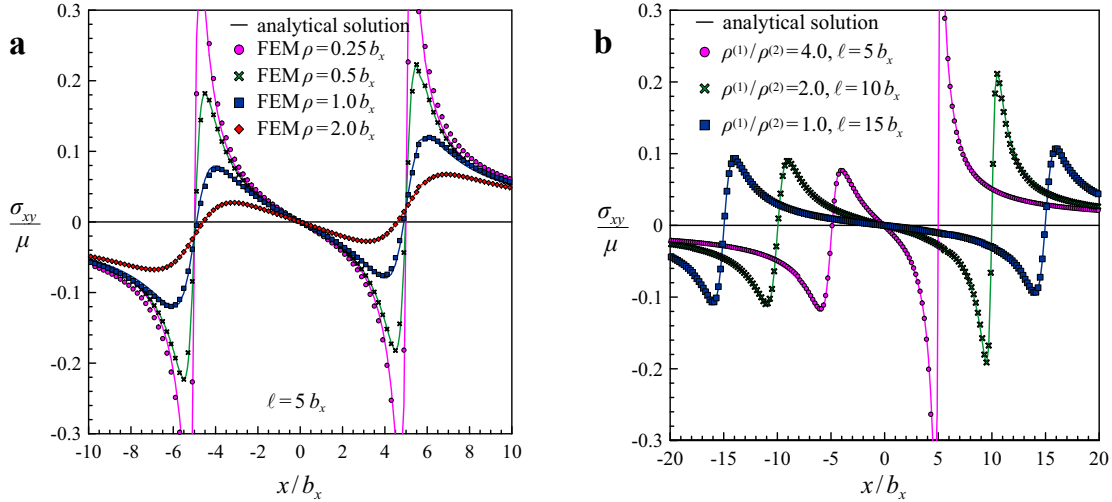 a
analytical solution
FEM ρ = 0.25 bₓ
FEM ρ = 0.5 bₓ
FEM ρ = 1.0 bₓ
FEM ρ = 2.0 bₓ
0.3
0.2
0.1
0
-0.1
-0.2
-0.3
σxy
μ
ℓ = 5 bₓ
-10 -8 -6 -4 -2 0 2 4 6 8 10
x / bₓ
b
analytical solution
ρ⁽¹⁾/ρ⁽²⁾ = 4.0, ℓ = 5 bₓ
ρ⁽¹⁾/ρ⁽²⁾ = 2.0, ℓ = 10 bₓ
ρ⁽¹⁾/ρ⁽²⁾ = 1.0, ℓ = 15 bₓ
0.3
0.2
0.1
0
-0.1
-0.2
-0.3
σxy
μ
-20 -15 -10 -5 0 5 10 15 20
x / bₓ